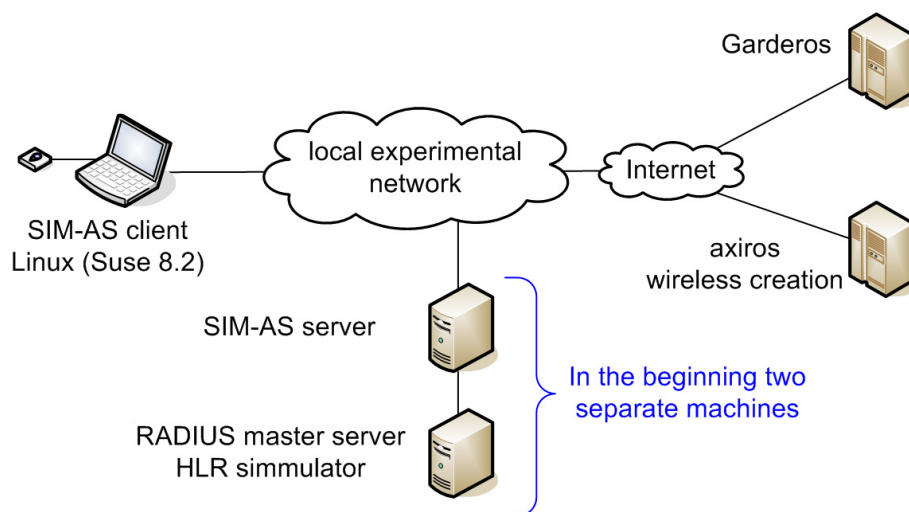 Garderos
local experimental
network
Internet
SIM-AS client
Linux (Suse 8.2)
axiros
wireless creation
SIM-AS server
In the beginning two
separate machines
RADIUS master server
HLR simmulator